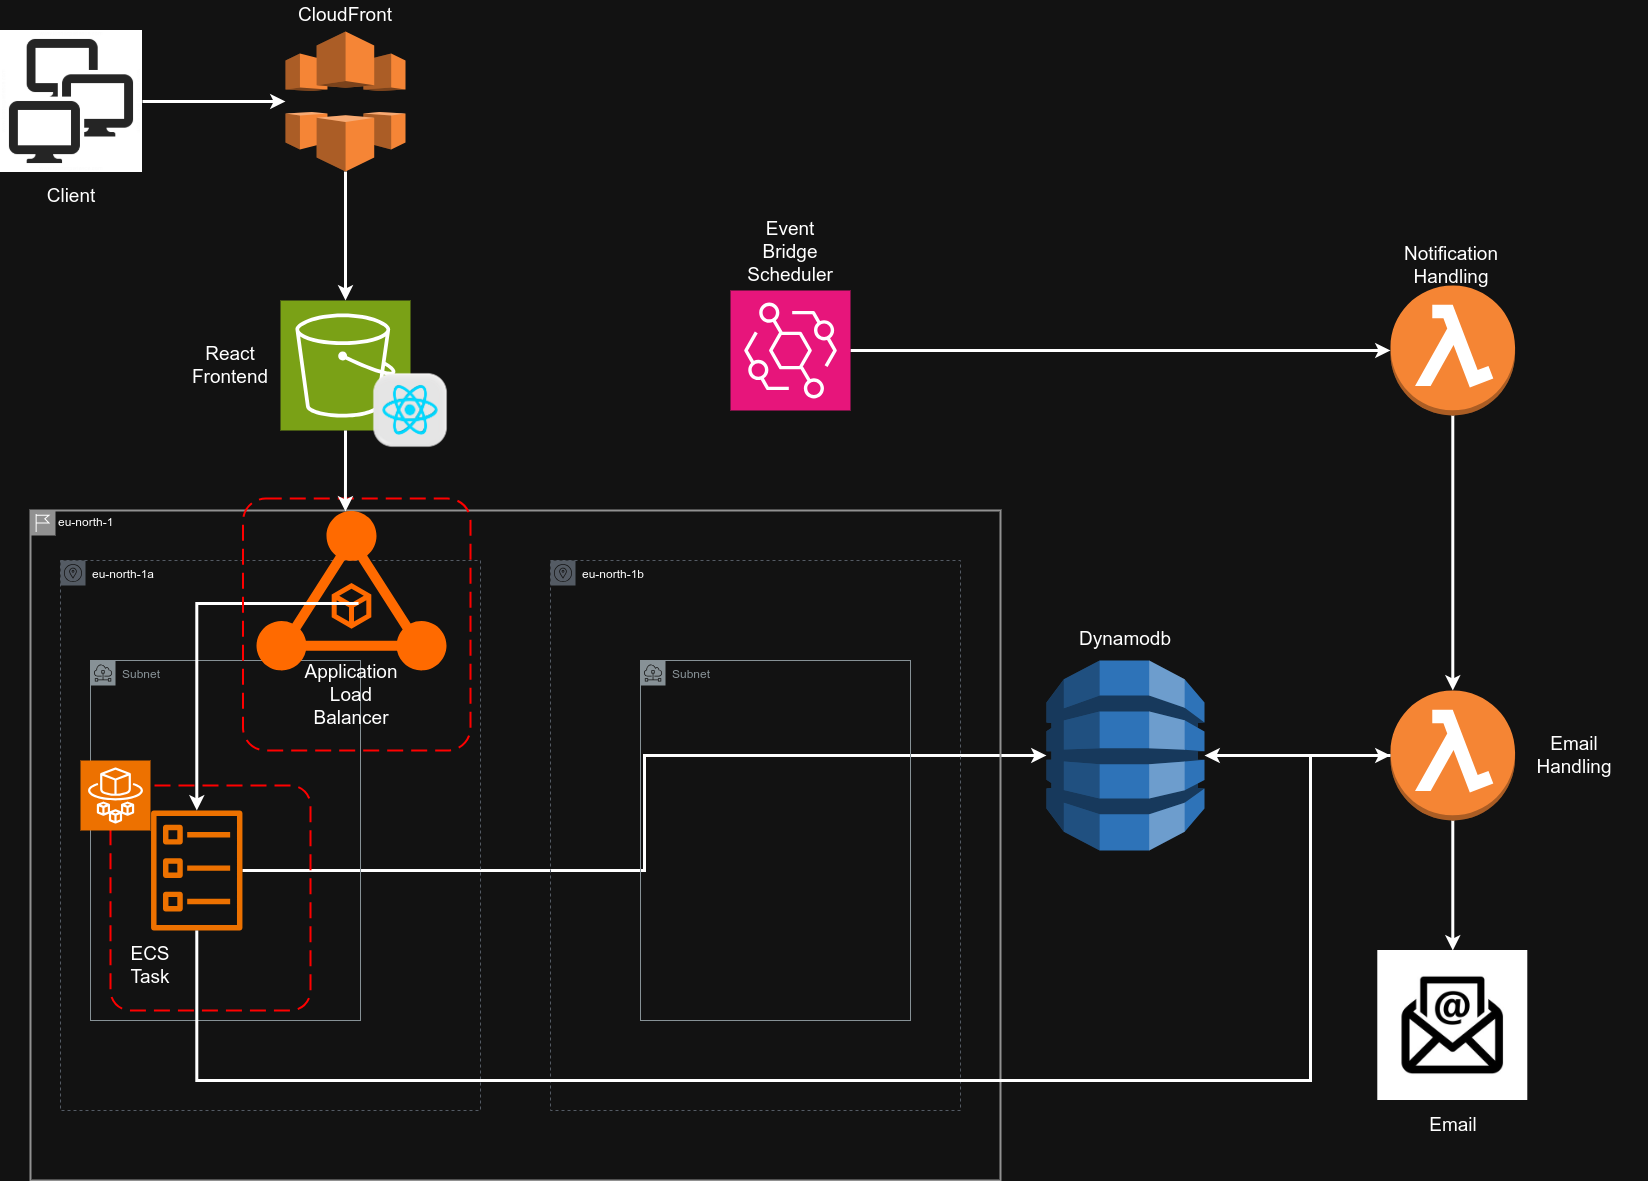 CloudFront
Client
Event
Bridge
Scheduler
Notification
Handling
React
Frontend
eu-north-1
eu-north-1a
eu-north-1b
Dynamodb
Subnet
Application
Load
Balancer
Subnet
Email
Handling
ECS
Task
@
Email